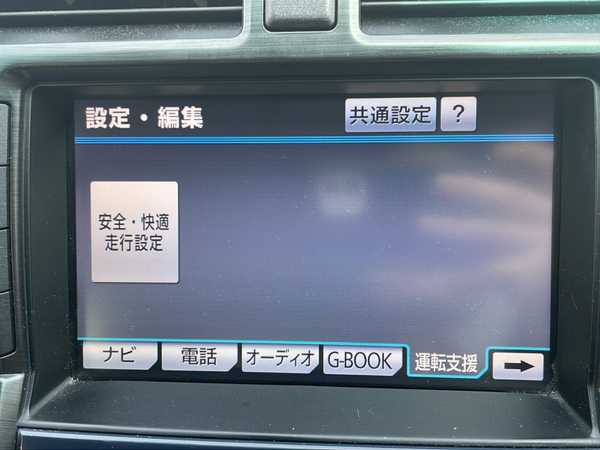 設定・編集
共通設定
?
安全・快適
走行設定
ナビ
電話
オーディオ
G-BOOK
運転支援